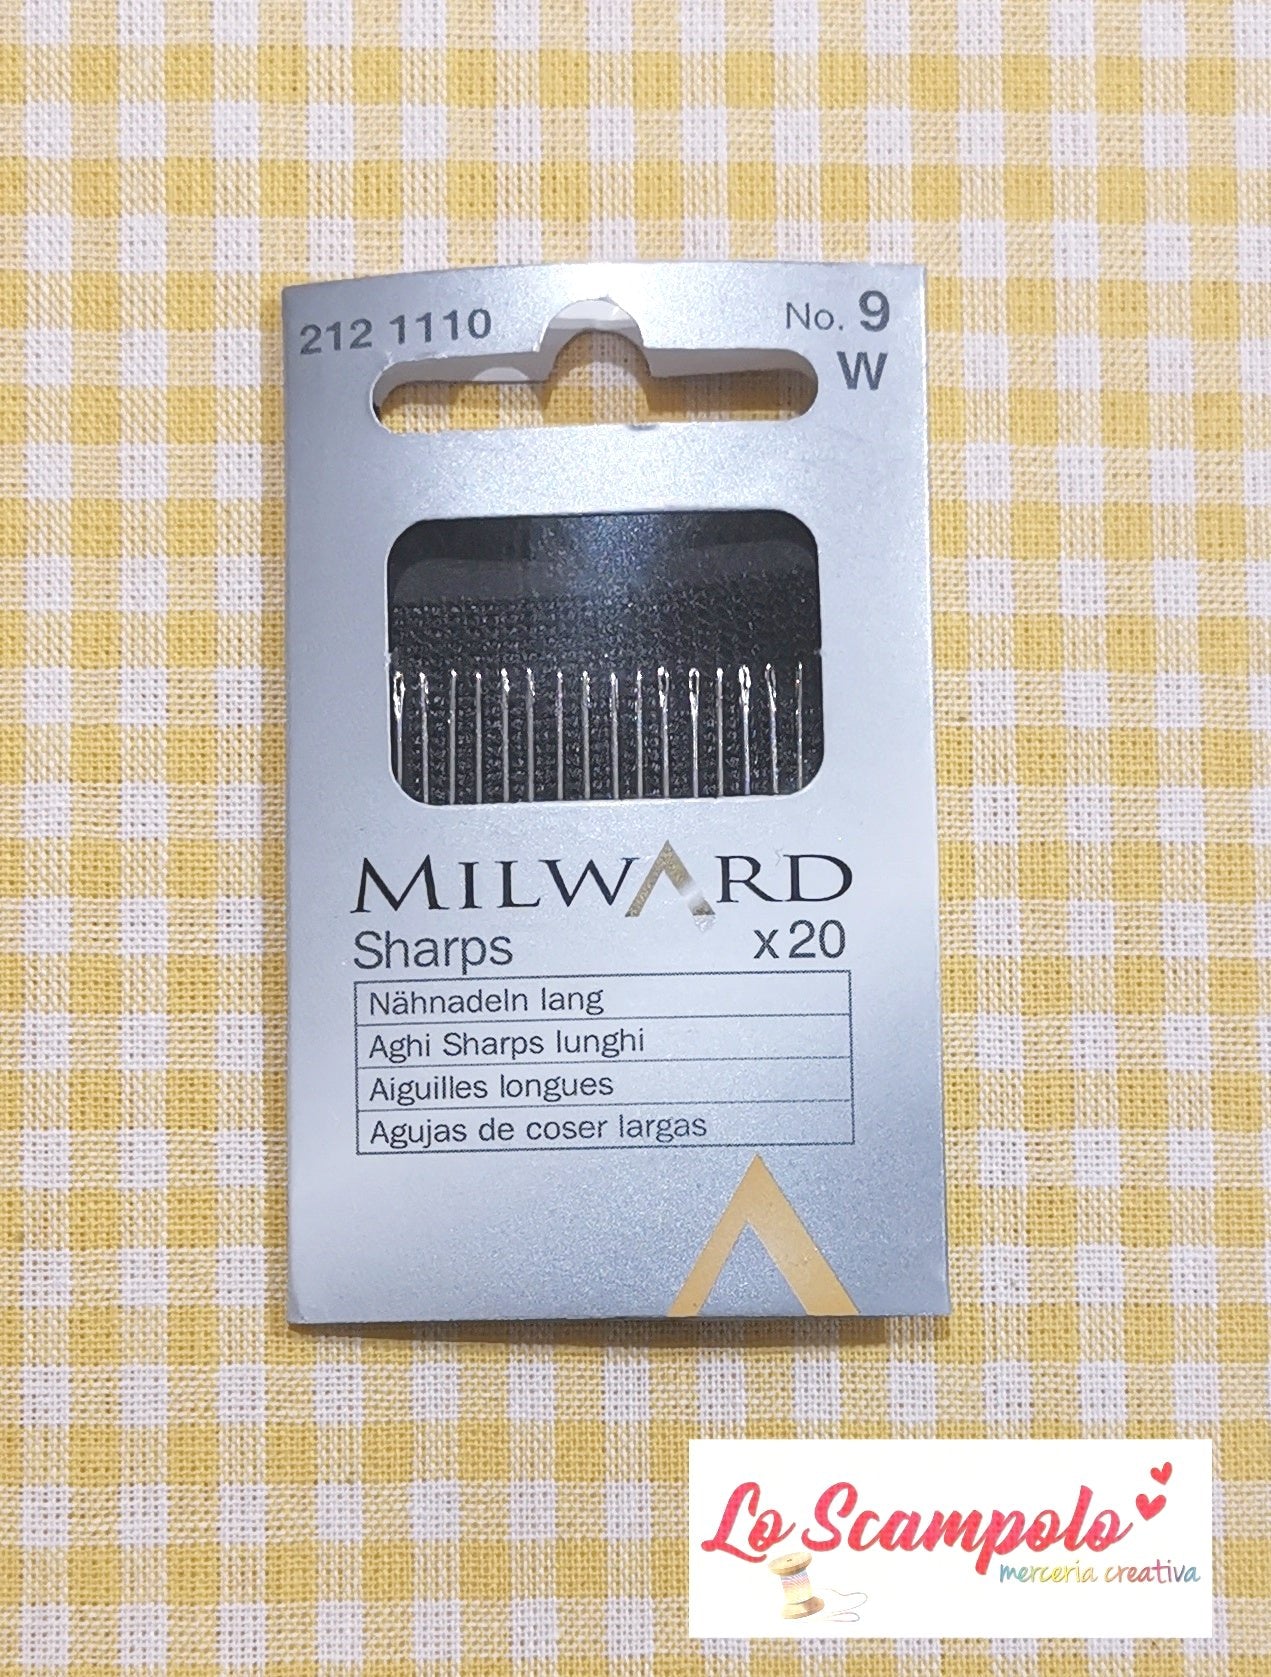 212 1110
No. 9
W
MILWARD
Sharps x20
Nähnadeln lang
Aghi Sharps lunghi
Aiguilles longues
Agujas de coser largas
Lo Scampolo
merceria creativa